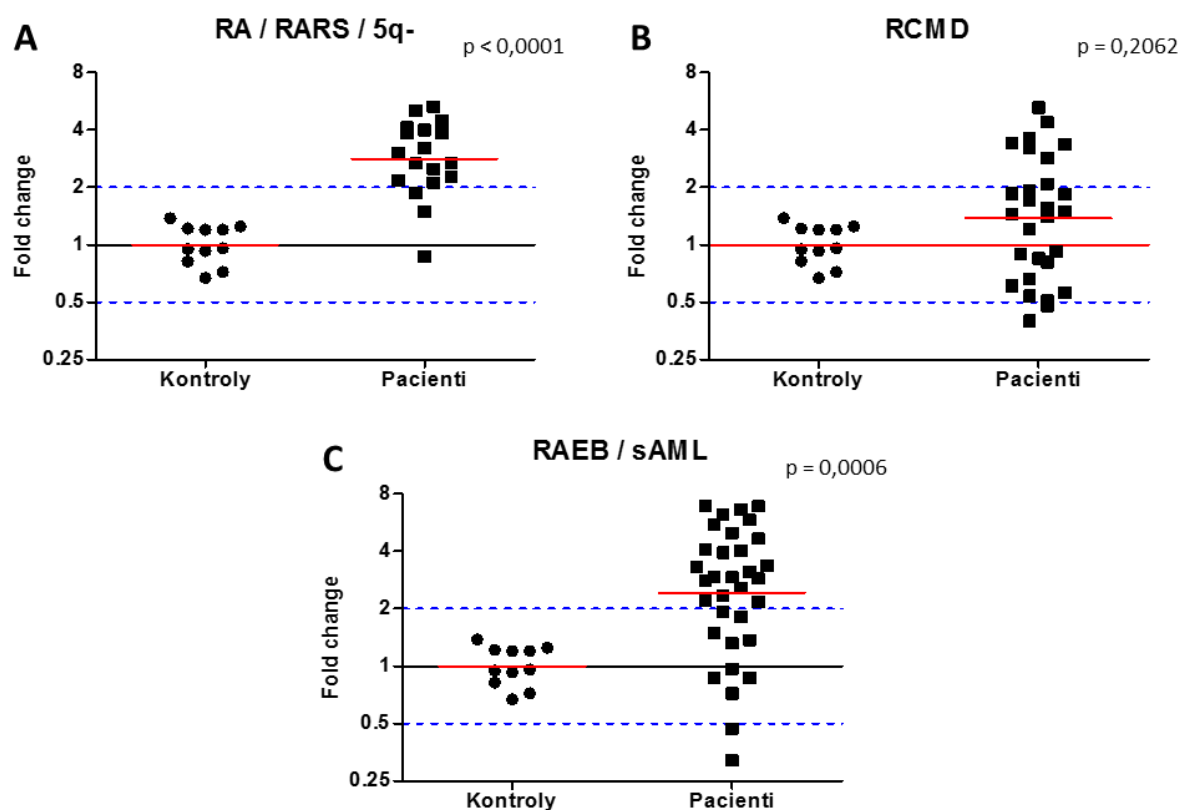 A
RA / RARS / 5q-
p < 0,0001
Fold change
8
4
2
1
0.5
0.25
Kontroly
Pacienti
B
RCMD
p = 0,2062
Fold change
8
4
2
1
0.5
0.25
Kontroly
Pacienti
C
RAEB / sAML
p = 0,0006
Fold change
8
4
2
1
0.5
0.25
Kontroly
Pacienti